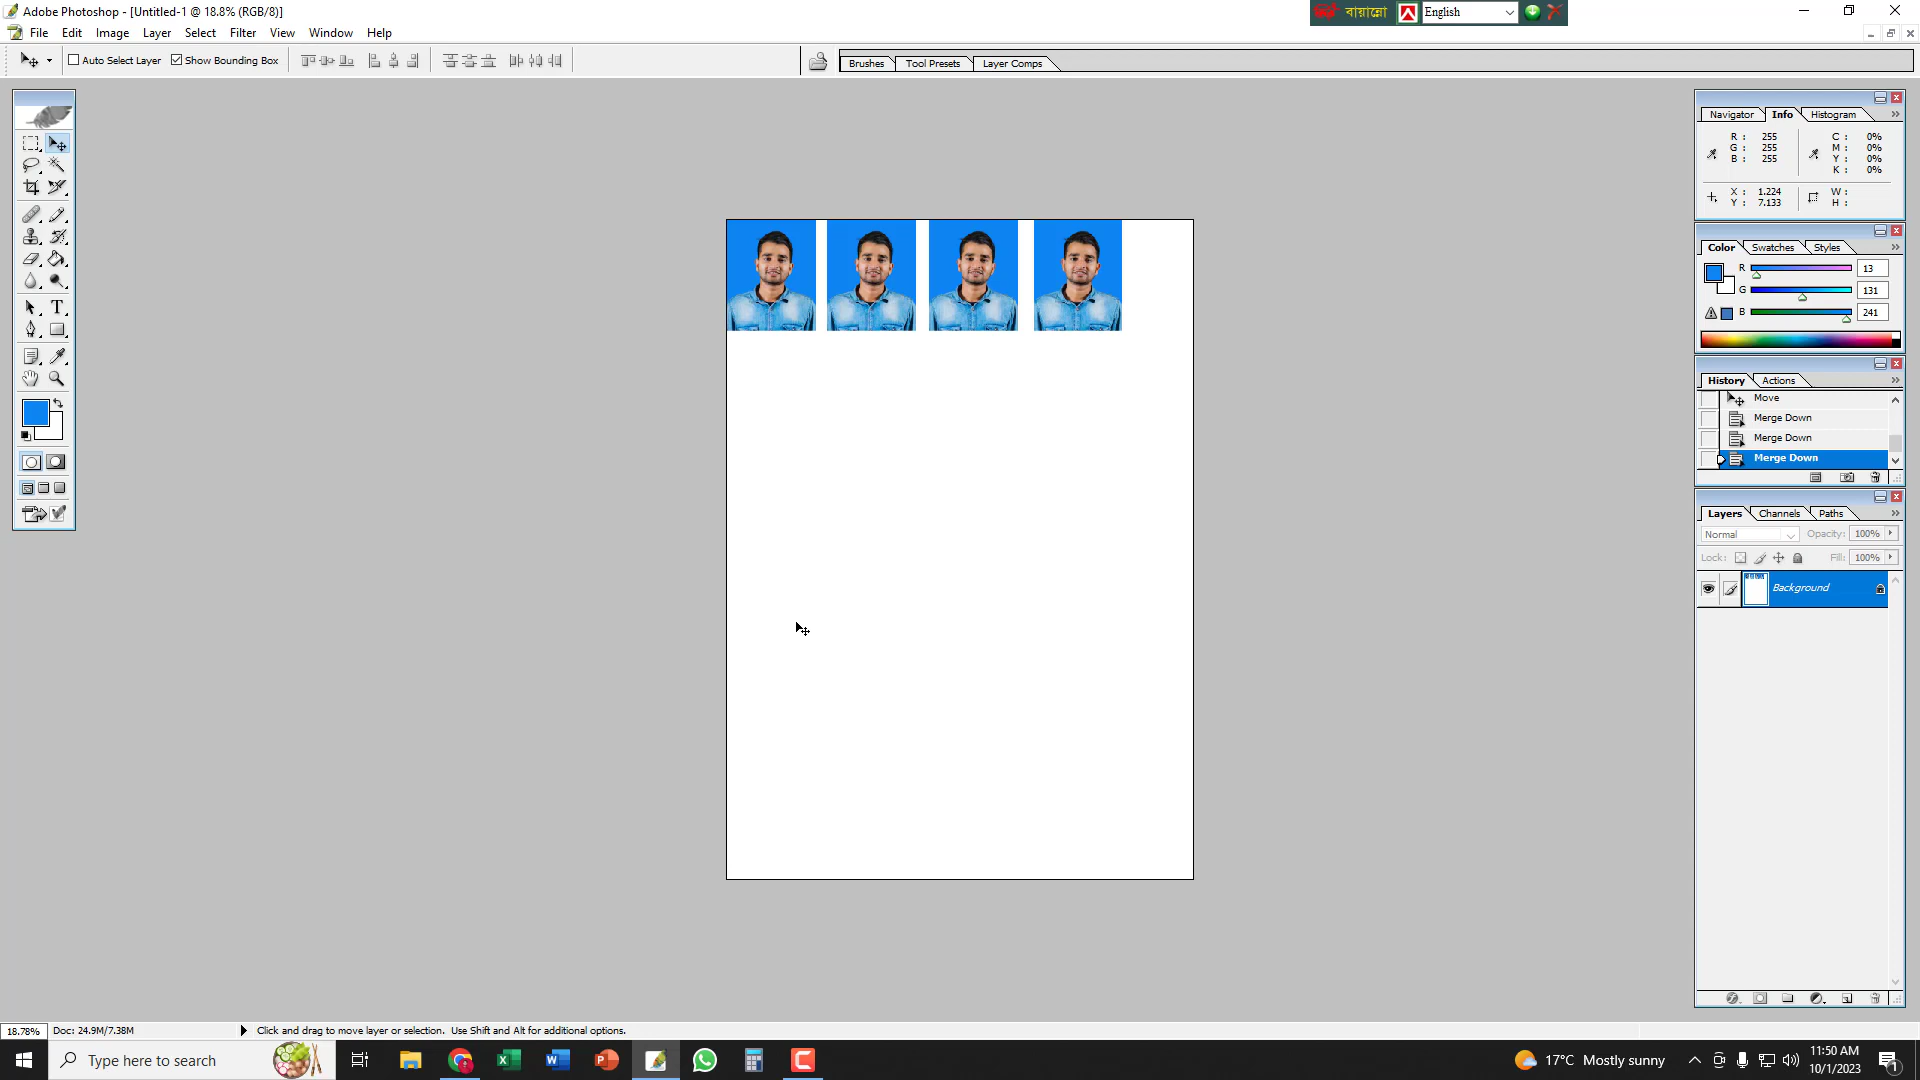 Adobe Photoshop - [Untitled-1 @ 18.8% (RGB/8)]
বায়ান্নো
English
File Edit Image Layer Select Filter View Window Help
Auto Select Layer Show Bounding Box
Brushes Tool Presets Layer Comps
Navigator Info Histogram
R : 255 C : 0%
G : 255 M : 0%
B : 255 Y : 0%
K : 0%
X : 1.224 W :
Y : 7.133 H :
Color Swatches Styles
R 13
G 131
B 241
History Actions
Move
Merge Down
Merge Down
Merge Down
Layers Channels Paths
Normal Opacity: 100%
Lock: Fill: 100%
Background
T
18.78% Doc: 24.9M/7.38M Click and drag to move layer or selection. Use Shift and Alt for additional options.
Type here to search
17°C Mostly sunny
11:50 AM
10/1/2023
1